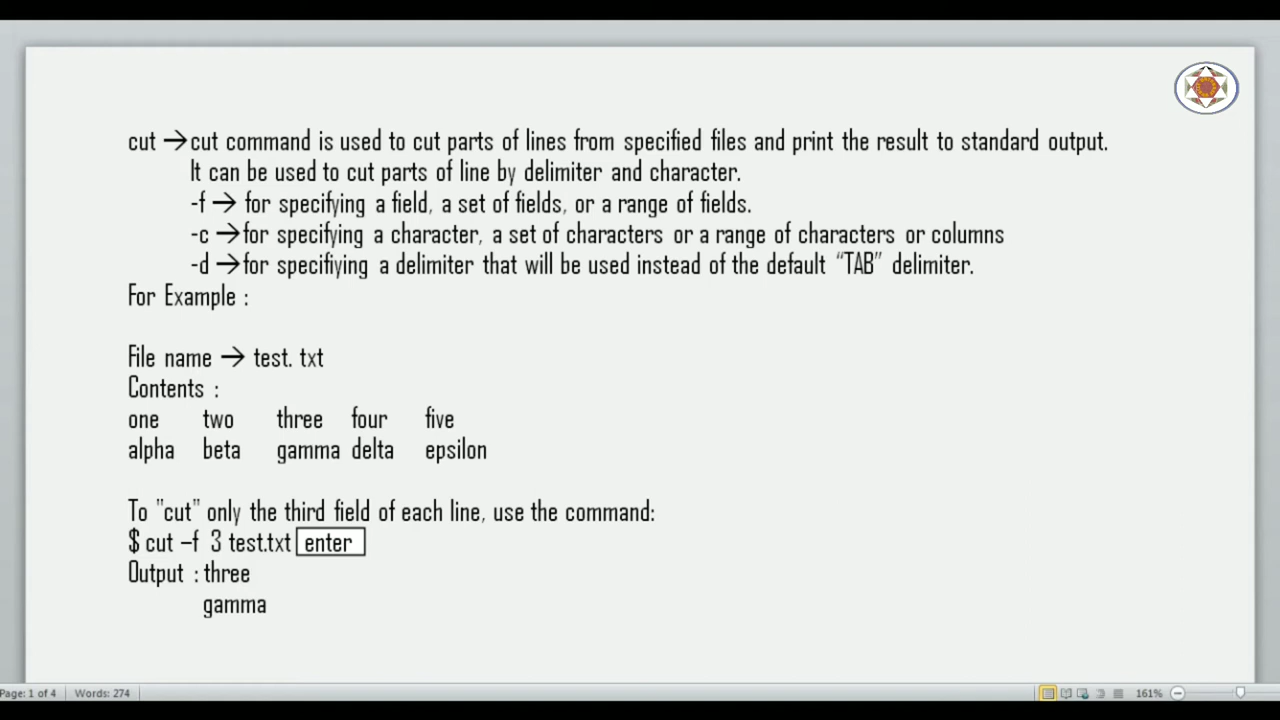 cut →cut command is used to cut parts of lines from specified files and print the result to standard output.
It can be used to cut parts of line by delimiter and character.
-f → for specifying a field, a set of fields, or a range of fields.
-c →for specifying a character, a set of characters or a range of characters or columns
-d →for specifiying a delimiter that will be used instead of the default “TAB” delimiter.
For Example :
File name → test. txt
Contents :
one two three four five
alpha beta gamma delta epsilon
To "cut" only the third field of each line, use the command:
$ cut –f 3 test.txt enter
Output : three
gamma
Page: 1 of 4 Words: 274 161%